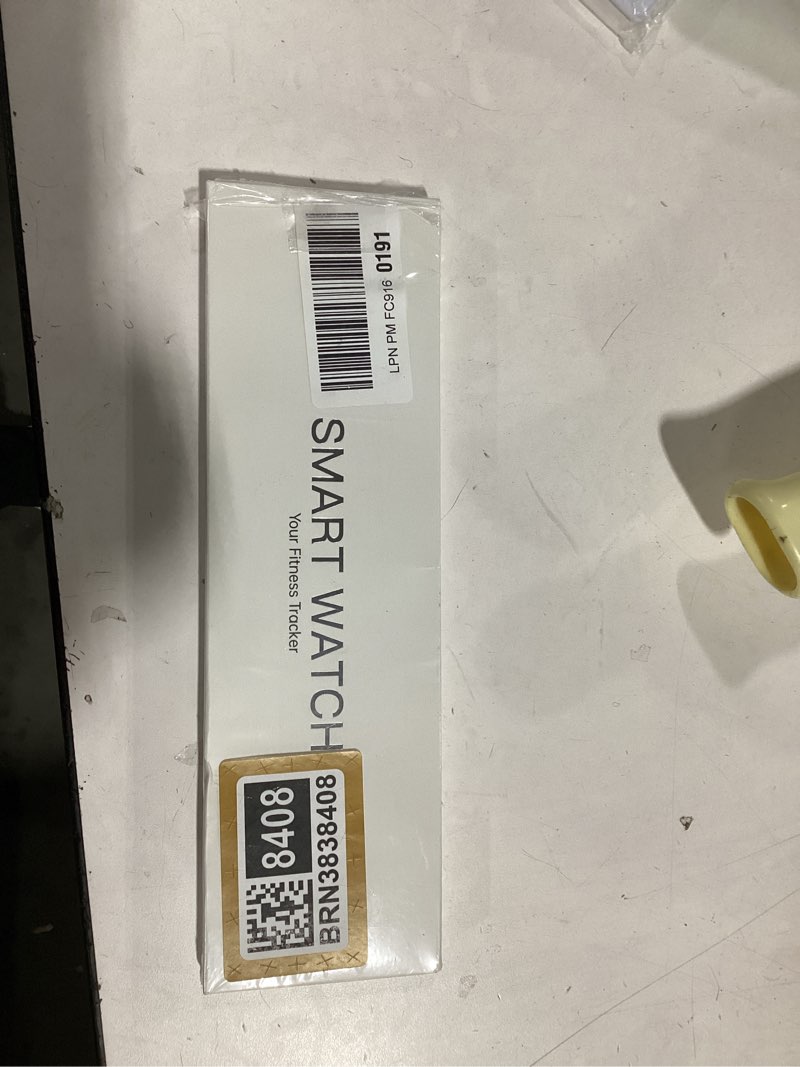 LPN PM FC916 0191
SMART WATCH
Your Fitness Tracker
8408
BRN3838408